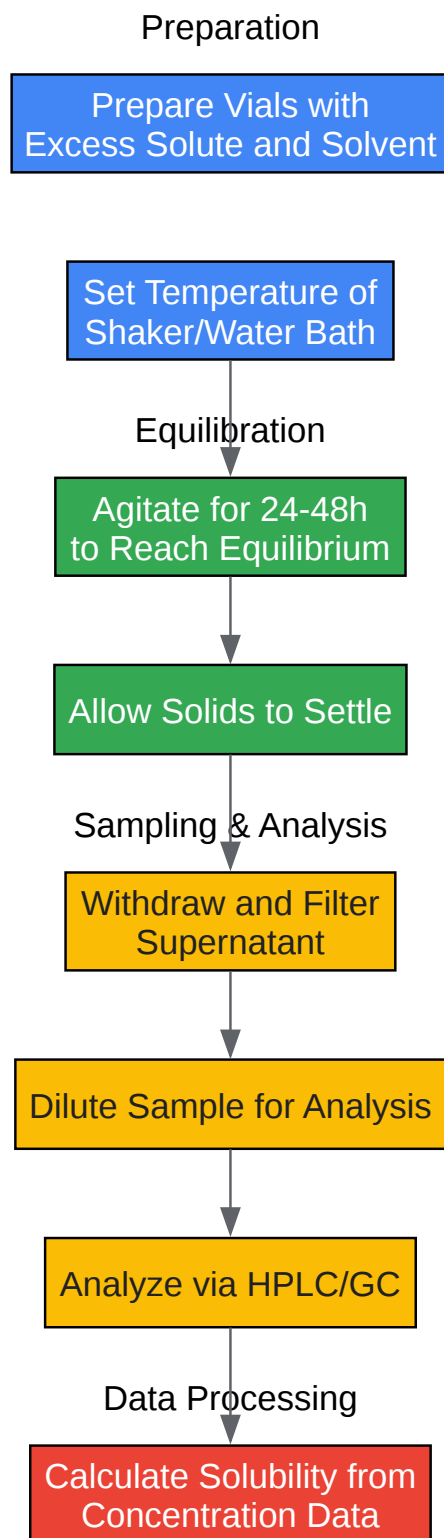 Preparation
Prepare Vials with
Excess Solute and Solvent
Set Temperature of
Shaker/Water Bath
Equilibration
Agitate for 24-48h
to Reach Equilibrium
Allow Solids to Settle
Sampling & Analysis
Withdraw and Filter
Supernatant
Dilute Sample for Analysis
Analyze via HPLC/GC
Data Processing
Calculate Solubility from
Concentration Data